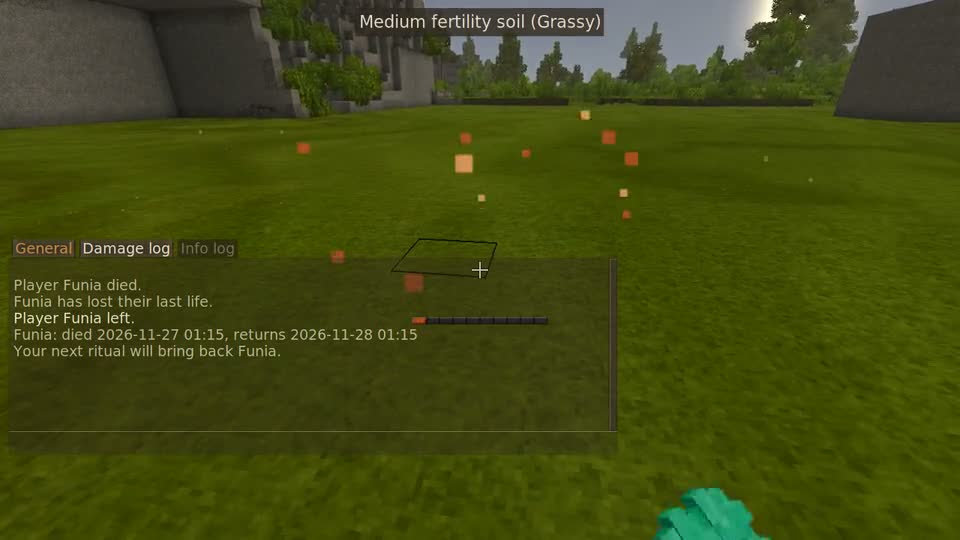 Medium fertility soil (Grassy)
General Damage log Info log
Player Funia died.
Funia has lost their last life.
Player Funia left.
Funia: died 2026-11-27 01:15, returns 2026-11-28 01:15
Your next ritual will bring back Funia.